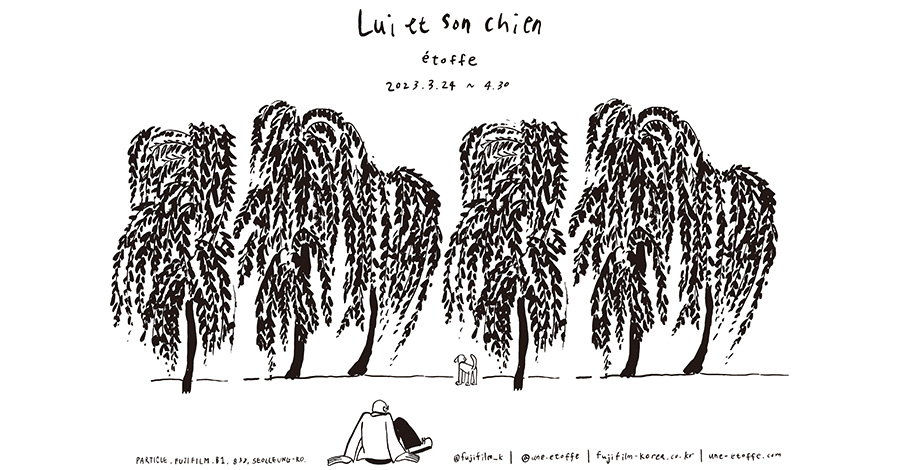 Lui et son chien
étoffe
2023.3.24 ~ 4.30
PARTICLE.FUJIFILM.B1, 838, SEOLLEUNG-RO.
@fujifilm_k | @une.etoffe | fujifilm-korea.co.kr | une-etoffe.com